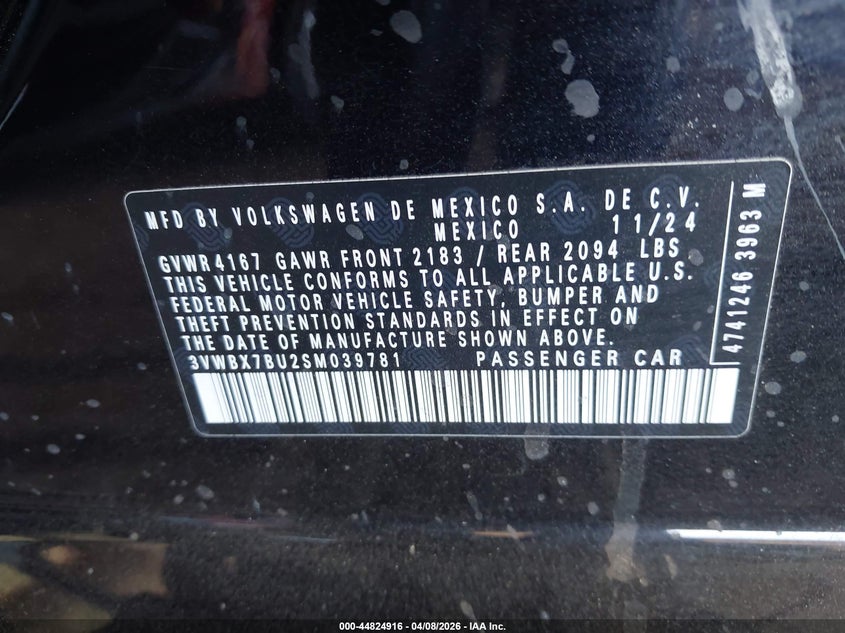 MFD BY VOLKSWAGEN DE MEXICO S.A. DE C.V.
MEXICO 11/24
GVWR4167 GAWR FRONT 2183 / REAR 2094 LBS
THIS VEHICLE CONFORMS TO ALL APPLICABLE U.S.
FEDERAL MOTOR VEHICLE SAFETY, BUMPER AND
THEFT PREVENTION STANDARDS IN EFFECT ON
THE DATE OF MANUFACTURE SHOWN ABOVE.
3VWBX7BU2SM039781 PASSENGER CAR
4741246 3963 M
000-44824916 - 04/08/2026 - IAA Inc.